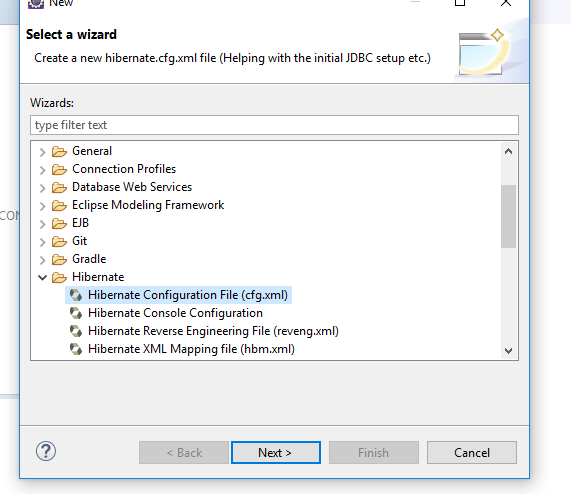 New
Select a wizard
Create a new hibernate.cfg.xml file (Helping with the initial JDBC setup etc.)
Wizards:
type filter text
General
Connection Profiles
Database Web Services
Eclipse Modeling Framework
EJB
Git
Gradle
Hibernate
Hibernate Configuration File (cfg.xml)
Hibernate Console Configuration
Hibernate Reverse Engineering File (reveng.xml)
Hibernate XML Mapping file (hbm.xml)
CON
?
< Back
Next >
Finish
Cancel